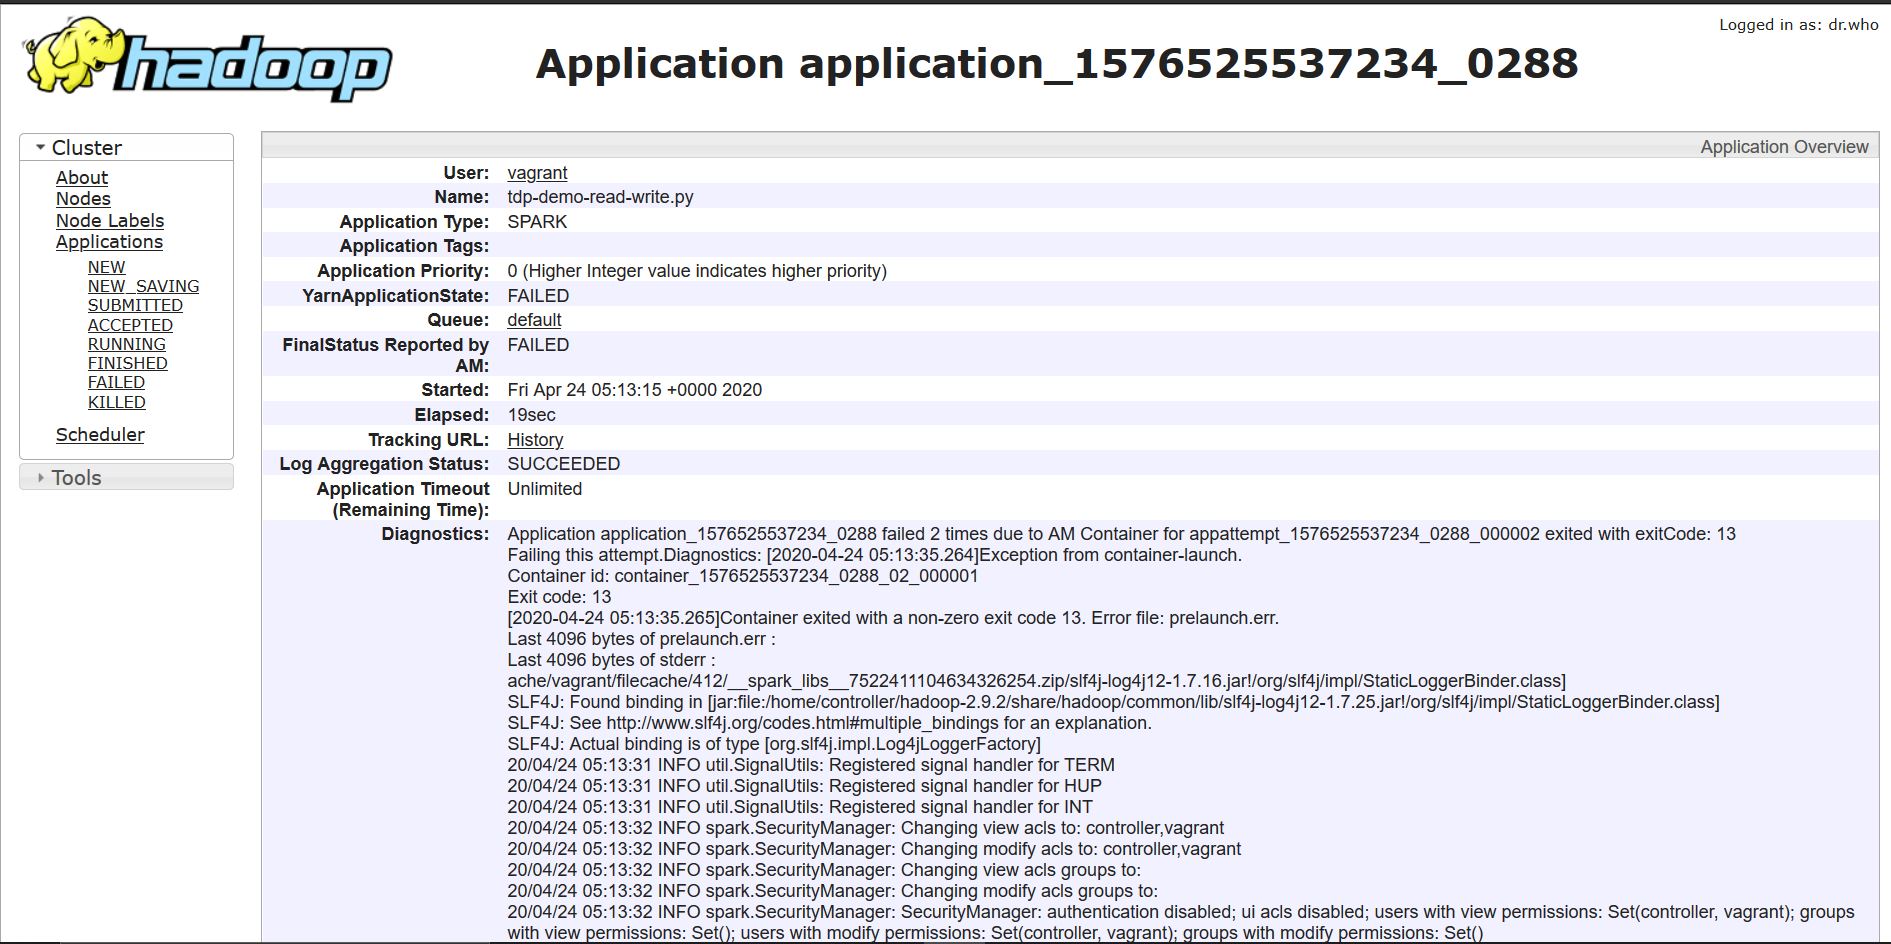 Logged in as: dr.who
hadoop
Application application_1576525537234_0288
Cluster
About
Nodes
Node Labels
Applications
NEW
NEW_SAVING
SUBMITTED
ACCEPTED
RUNNING
FINISHED
FAILED
KILLED
Scheduler
Tools
Application Overview
User: vagrant
Name: tdp-demo-read-write.py
Application Type: SPARK
Application Tags:
Application Priority: 0 (Higher Integer value indicates higher priority)
YarnApplicationState: FAILED
Queue: default
FinalStatus Reported by AM: FAILED
Started: Fri Apr 24 05:13:15 +0000 2020
Elapsed: 19sec
Tracking URL: History
Log Aggregation Status: SUCCEEDED
Application Timeout (Remaining Time): Unlimited
Diagnostics: Application application_1576525537234_0288 failed 2 times due to AM Container for appattempt_1576525537234_0288_000002 exited with exitCode: 13
Failing this attempt.Diagnostics: [2020-04-24 05:13:35.264]Exception from container-launch.
Container id: container_1576525537234_0288_02_000001
Exit code: 13
[2020-04-24 05:13:35.265]Container exited with a non-zero exit code 13. Error file: prelaunch.err.
Last 4096 bytes of prelaunch.err :
Last 4096 bytes of stderr :
ache/vagrant/filecache/412/__spark_libs__7522411104634326254.zip/slf4j-log4j12-1.7.16.jar!/org/slf4j/impl/StaticLoggerBinder.class]
SLF4J: Found binding in [jar:file:/home/controller/hadoop-2.9.2/share/hadoop/common/lib/slf4j-log4j12-1.7.25.jar!/org/slf4j/impl/StaticLoggerBinder.class]
SLF4J: See http://www.slf4j.org/codes.html#multiple_bindings for an explanation.
SLF4J: Actual binding is of type [org.slf4j.impl.Log4jLoggerFactory]
20/04/24 05:13:31 INFO util.SignalUtils: Registered signal handler for TERM
20/04/24 05:13:31 INFO util.SignalUtils: Registered signal handler for HUP
20/04/24 05:13:31 INFO util.SignalUtils: Registered signal handler for INT
20/04/24 05:13:32 INFO spark.SecurityManager: Changing view acls to: controller,vagrant
20/04/24 05:13:32 INFO spark.SecurityManager: Changing modify acls to: controller,vagrant
20/04/24 05:13:32 INFO spark.SecurityManager: Changing view acls groups to:
20/04/24 05:13:32 INFO spark.SecurityManager: Changing modify acls groups to:
20/04/24 05:13:32 INFO spark.SecurityManager: SecurityManager: authentication disabled; ui acls disabled; users with view permissions: Set(controller, vagrant); groups
with view permissions: Set(); users with modify permissions: Set(controller, vagrant); groups with modify permissions: Set()